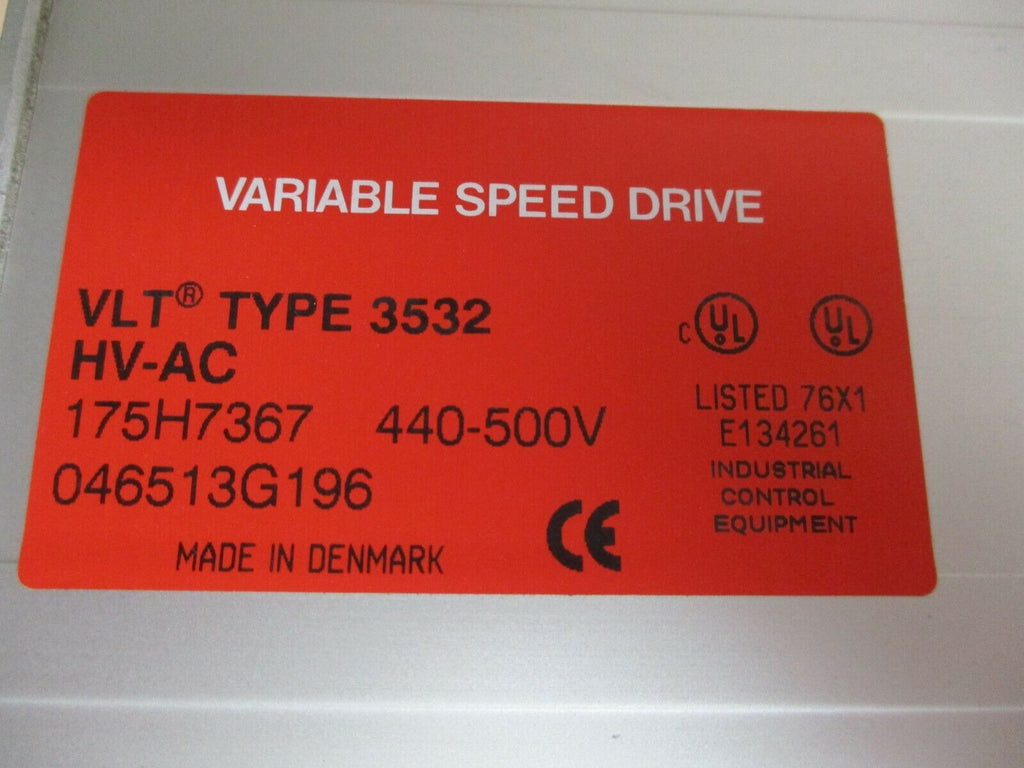 VARIABLE SPEED DRIVE
VLT® TYPE 3532
HV-AC
175H7367 440-500V
046513G196
MADE IN DENMARK
CE
C UL UL
LISTED 76X1
E134261
INDUSTRIAL
CONTROL
EQUIPMENT